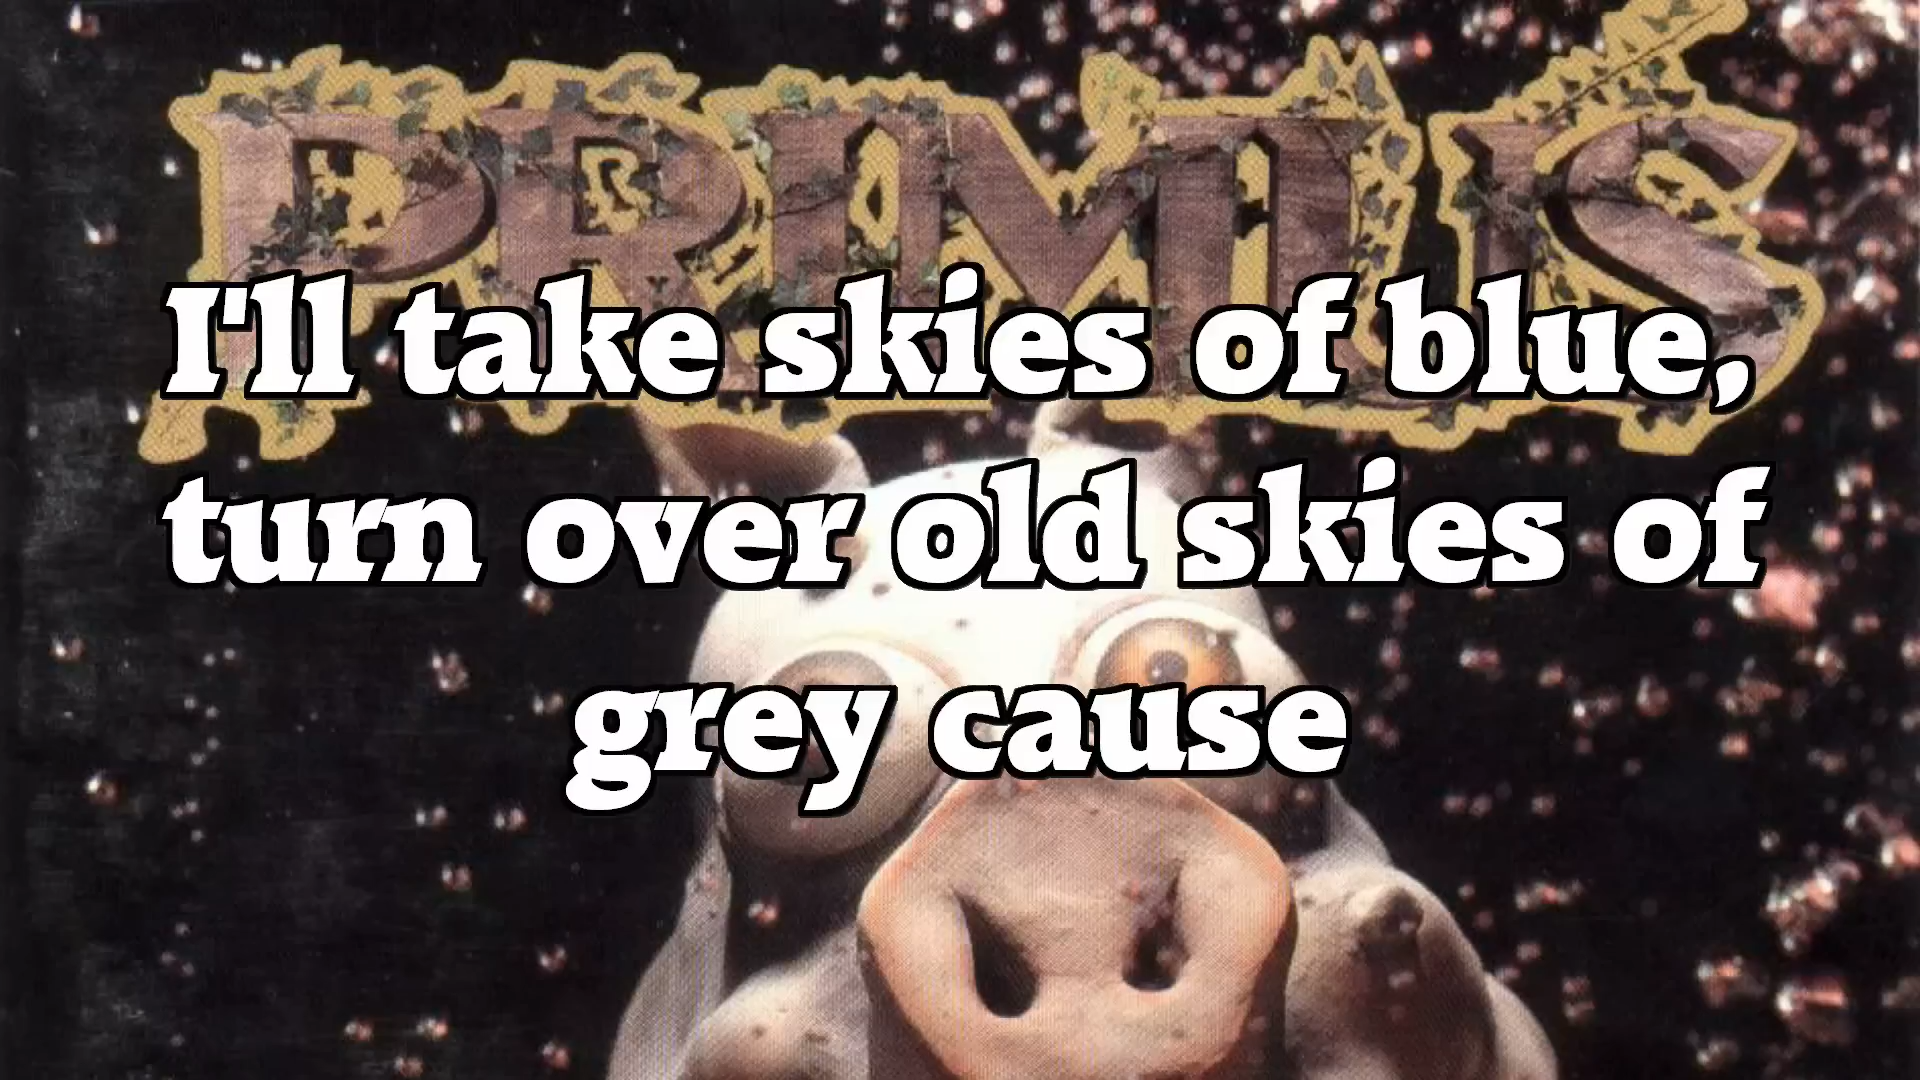 PRIMUS
I'll take skies of blue,
turn over old skies of
grey cause